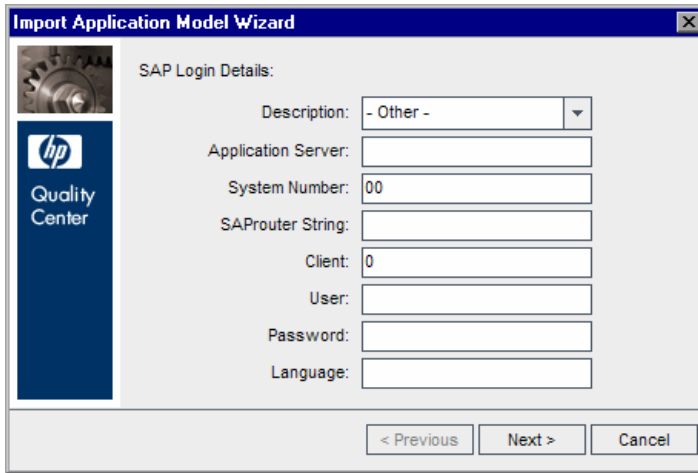 Import Application Model Wizard
SAP Login Details:
Description: - Other -
Application Server:
hp
System Number: 00
Quality
Center
SAProuter String:
Client: 0
User:
Password:
Language:
< Previous Next > Cancel